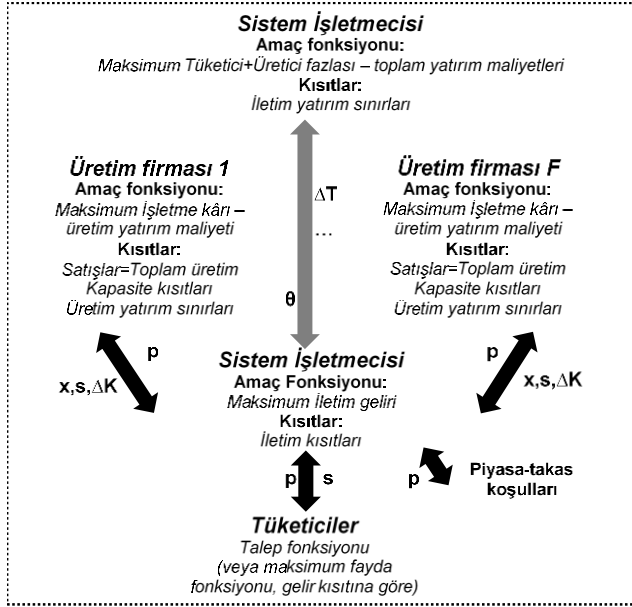 Sistem İşletmecisi
Amaç fonksiyonu:
Maksimum Tüketici+Üretici fazlası – toplam yatırım maliyetleri
Kısıtlar:
İletim yatırım sınırları
Üretim firması 1
Amaç fonksiyonu:
Maksimum İşletme kârı –
üretim yatırım maliyeti
Kısıtlar:
Satışlar=Toplam üretim
Kapasite kısıtları
Üretim yatırım sınırları
ΔT
...
θ
Üretim firması F
Amaç fonksiyonu:
Maksimum İşletme kârı –
üretim yatırım maliyeti
Kısıtlar:
Satışlar=Toplam üretim
Kapasite kısıtları
Üretim yatırım sınırları
p
x,s,ΔK
Sistem İşletmecisi
Amaç Fonksiyonu:
Maksimum İletim geliri
Kısıtlar:
İletim kısıtları
p
x,s,ΔK
p s
p
Piyasa-takas
koşulları
Tüketiciler
Talep fonksiyonu
(veya maksimum fayda
fonksiyonu, gelir kısıtına göre)